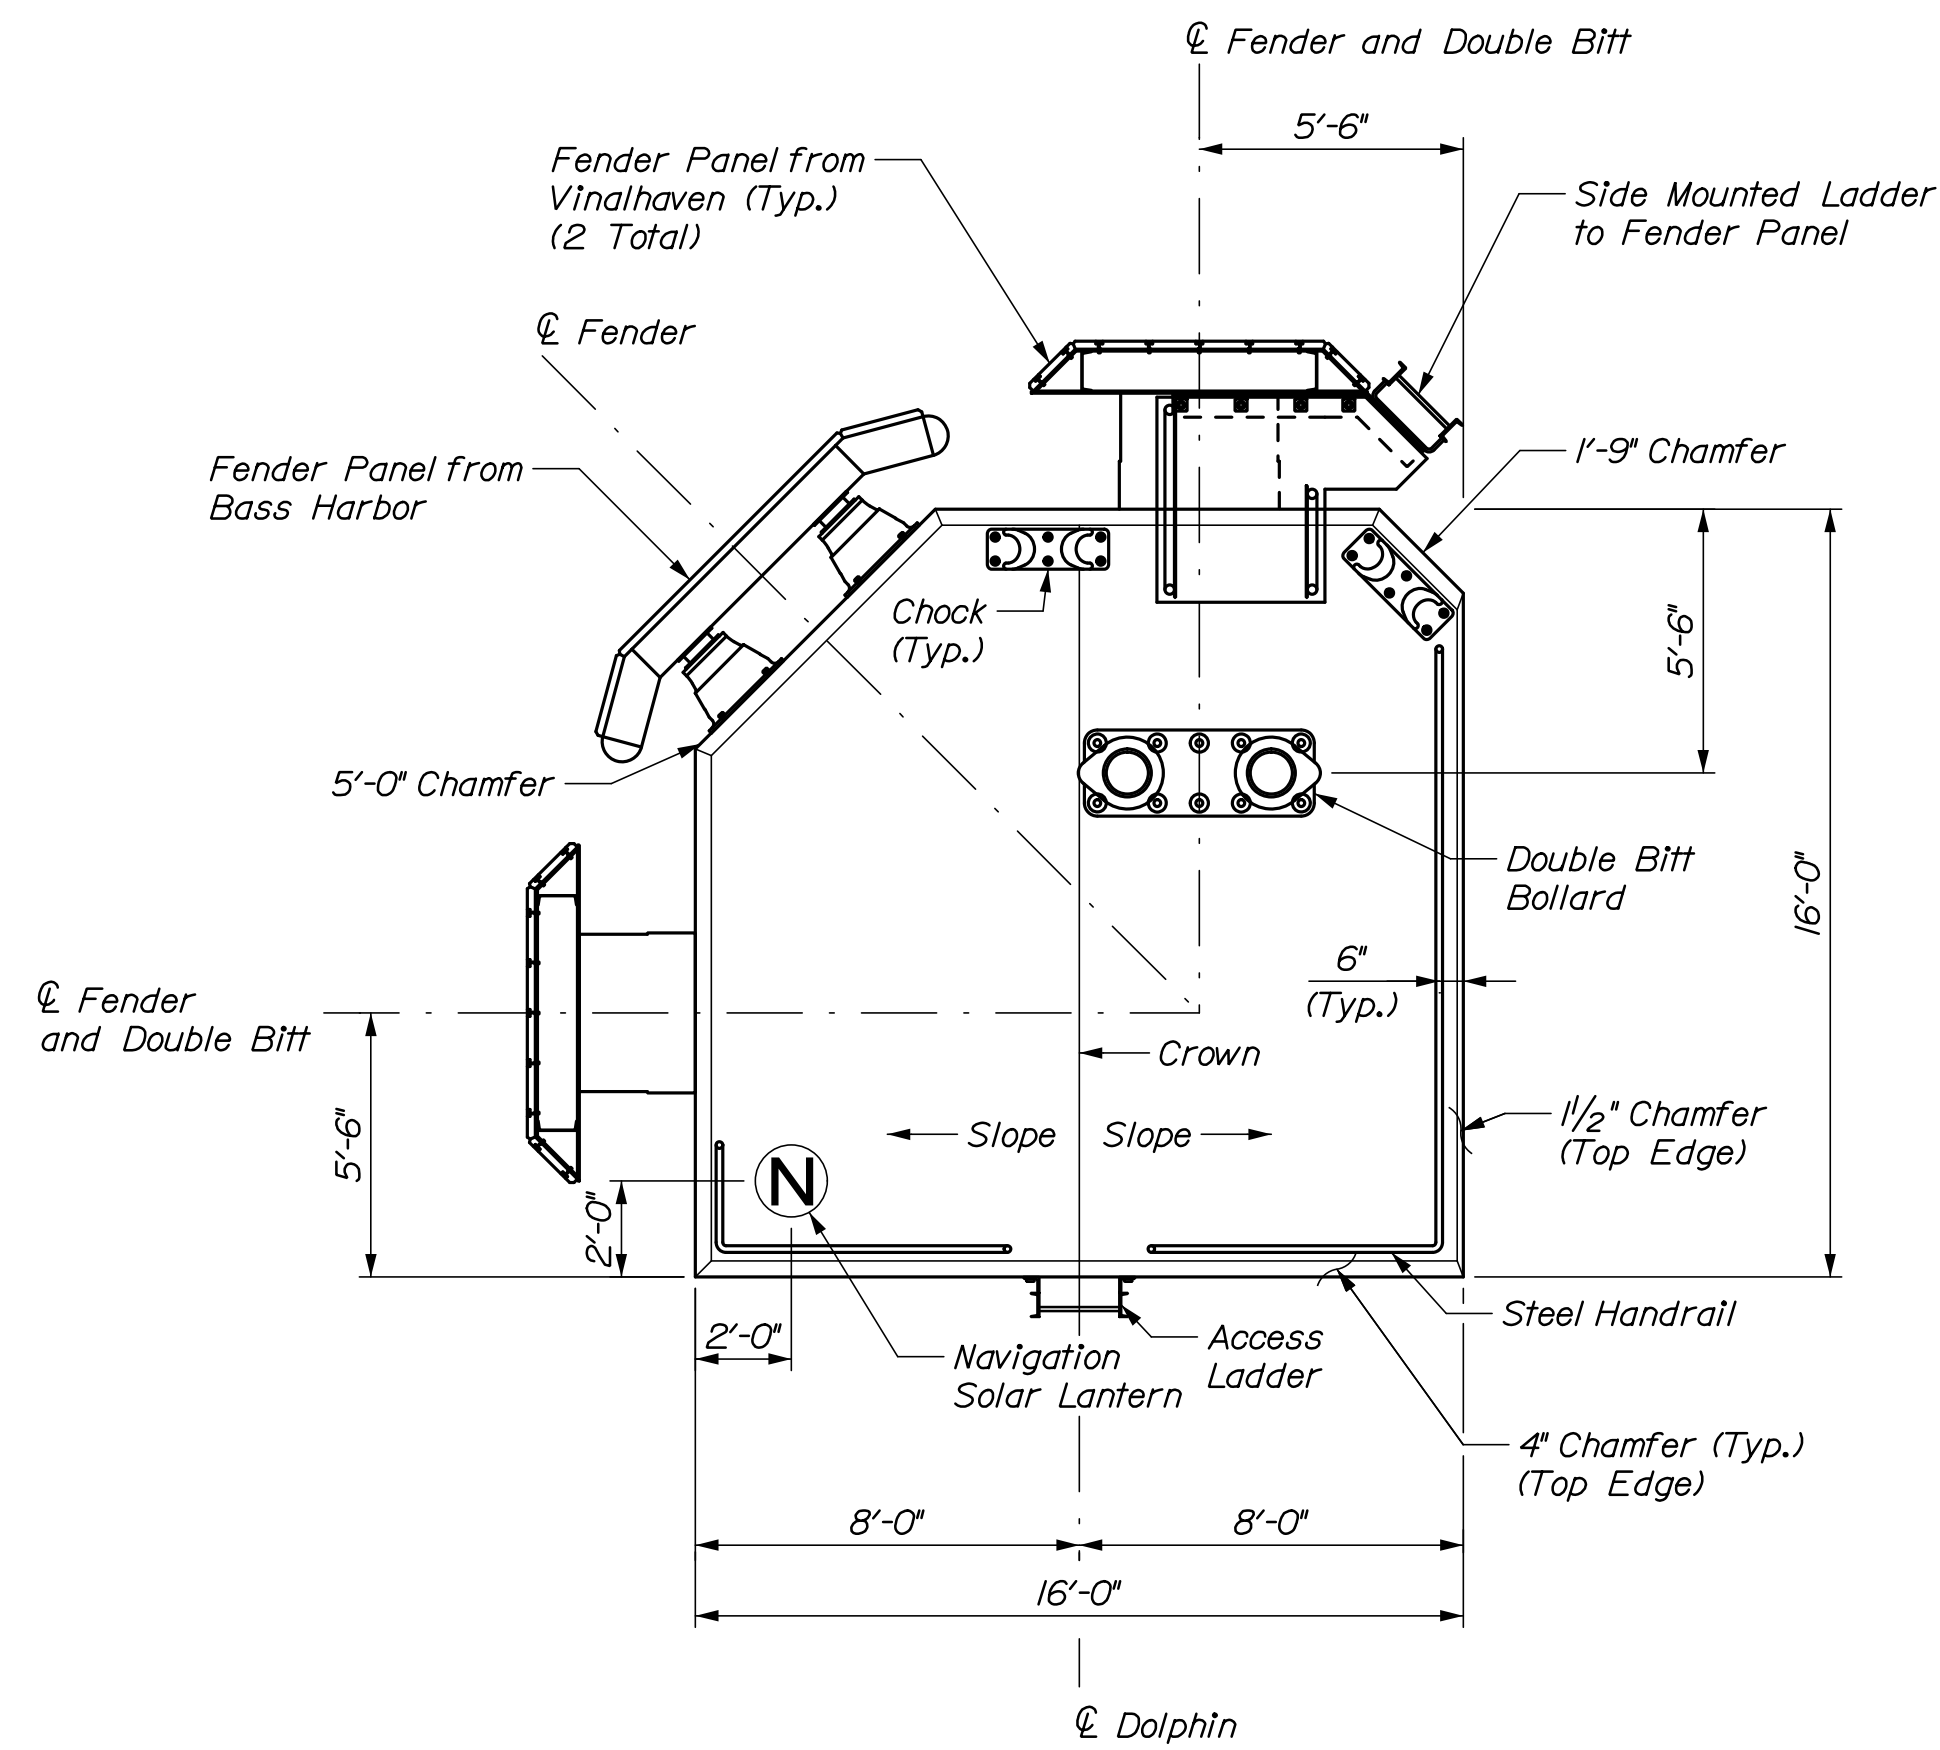 ℄ Fender and Double Bitt
5'-6"
Fender Panel from
Vinalhaven (Typ.)
(2 Total)
Side Mounted Ladder
to Fender Panel
℄ Fender
Fender Panel from
Bass Harbor
1'-9" Chamfer
Chock
(Typ.)
5'-6"
5'-0" Chamfer
Double Bitt
Bollard
16'-0"
6"
(Typ.)
℄ Fender
and Double Bitt
Crown
5'-6"
Slope
Slope
1½" Chamfer
(Top Edge)
N
2'-0"
2'-0"
Navigation
Solar Lantern
Access
Ladder
Steel Handrail
4" Chamfer (Typ.)
(Top Edge)
8'-0"
8'-0"
16'-0"
℄ Dolphin